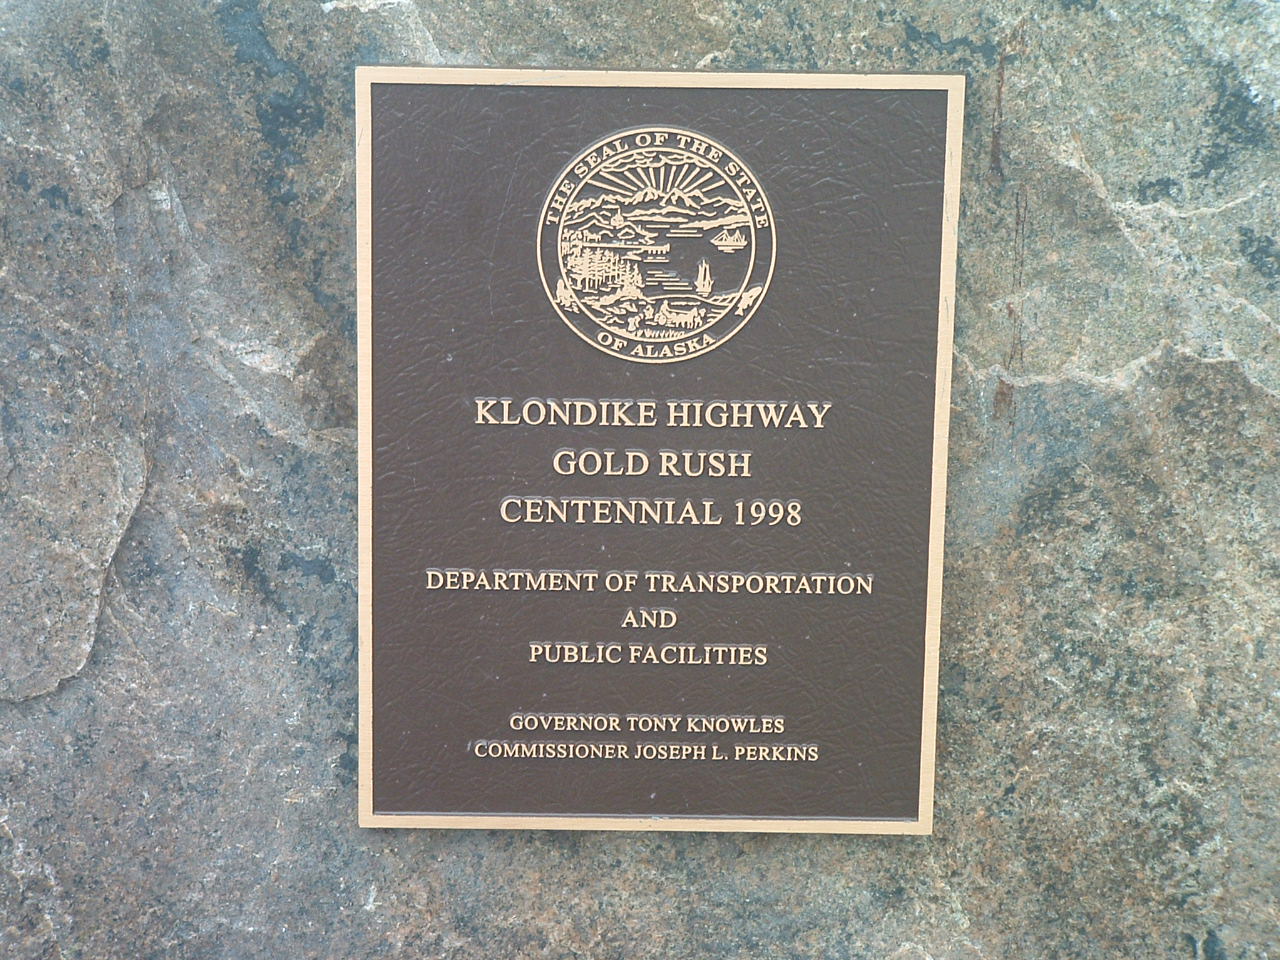 THE SEAL OF THE STATE
OF ALASKA
KLONDIKE HIGHWAY
GOLD RUSH
CENTENNIAL 1998
DEPARTMENT OF TRANSPORTATION
AND
PUBLIC FACILITIES
GOVERNOR TONY KNOWLES
COMMISSIONER JOSEPH L. PERKINS